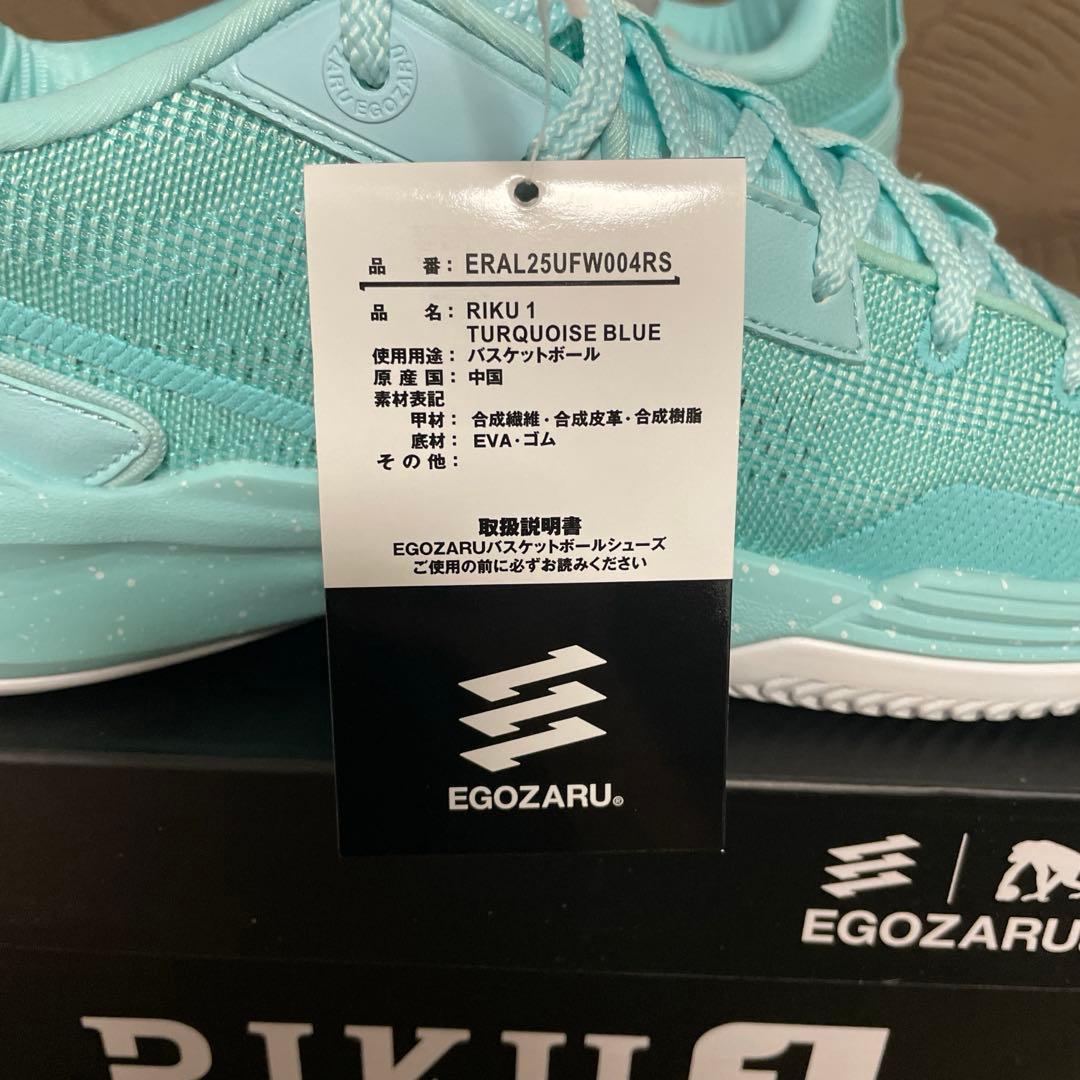 ZARU EGOZARU
品 番: ERAL25UFW004RS
品 名: RIKU 1
TURQUOISE BLUE
使用用途: バスケットボール
原産国: 中国
素材表記
甲材: 合成繊維・合成皮革・合成樹脂
底材: EVA・ゴム
その他:
取扱説明書
EGOZARUバスケットボールシューズ
ご使用の前に必ずお読みください
EGOZARU®
EGOZARU
RIKU 1